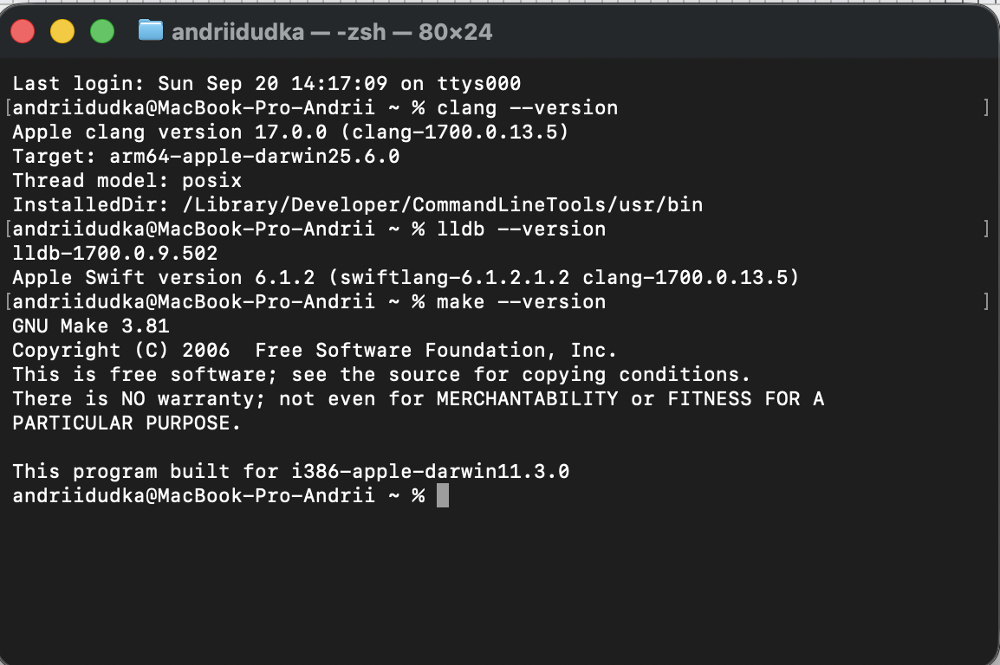 andriidudka — -zsh — 80×24
Last login: Sun Sep 20 14:17:09 on ttys000
[andriidudka@MacBook-Pro-Andrii ~ % clang --version ]
Apple clang version 17.0.0 (clang-1700.0.13.5)
Target: arm64-apple-darwin25.6.0
Thread model: posix
InstalledDir: /Library/Developer/CommandLineTools/usr/bin
[andriidudka@MacBook-Pro-Andrii ~ % lldb --version ]
lldb-1700.0.9.502
Apple Swift version 6.1.2 (swiftlang-6.1.2.1.2 clang-1700.0.13.5)
[andriidudka@MacBook-Pro-Andrii ~ % make --version ]
GNU Make 3.81
Copyright (C) 2006  Free Software Foundation, Inc.
This is free software; see the source for copying conditions.
There is NO warranty; not even for MERCHANTABILITY or FITNESS FOR A
PARTICULAR PURPOSE.
This program built for i386-apple-darwin11.3.0
andriidudka@MacBook-Pro-Andrii ~ %